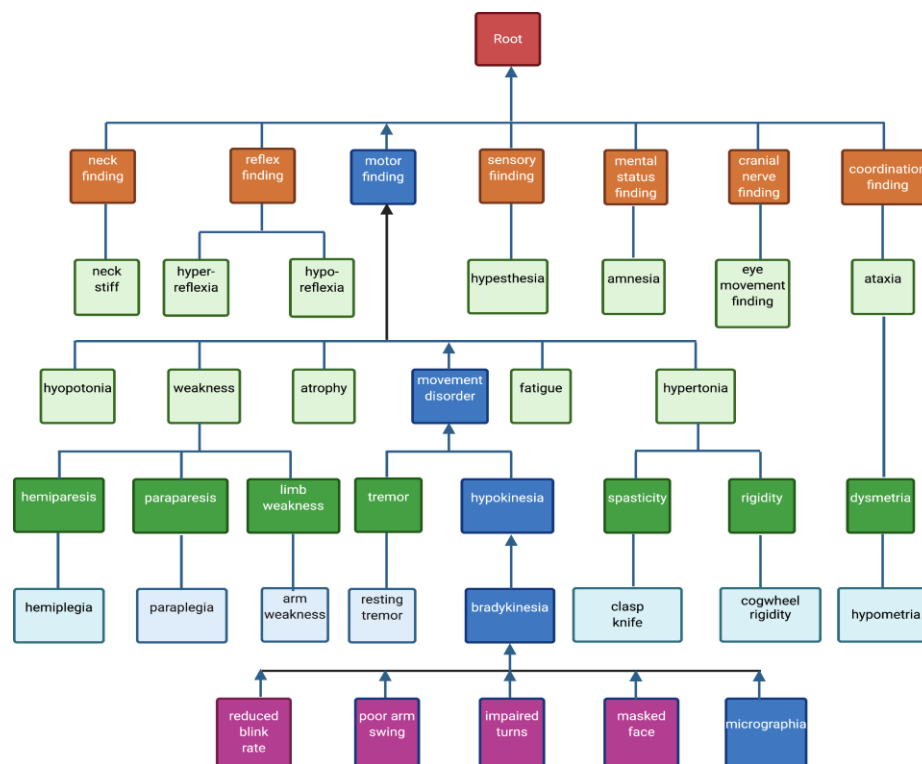 Root
neck
finding
reflex
finding
motor
finding
sensory
fiinding
mental
status
finding
cranial
nerve
finding
coordination
finding
neck
stiff
hyper-
reflexia
hypo-
reflexia
hypesthesia
amnesia
eye
movement
finding
ataxia
hyopotonia
weakness
atrophy
movement
disorder
fatigue
hypertonia
hemiparesis
paraparesis
limb
weakness
tremor
hypokinesia
spasticity
rigidity
dysmetria
hemiplegia
paraplegia
arm
weakness
resting
tremor
bradykinesia
clasp
knife
cogwheel
rigidity
hypometria
reduced
blink
rate
poor arm
swing
impaired
turns
masked
face
micrographia